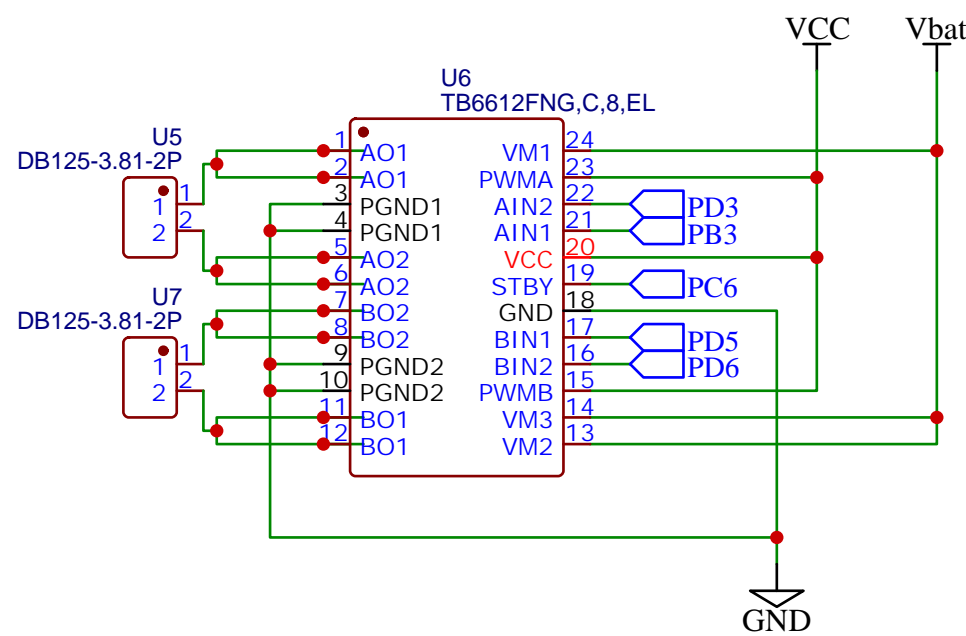 VCC Vbat
U6
TB6612FNG,C,8,EL
U5
DB125-3.81-2P
1 1
2 2
U7
DB125-3.81-2P
1 1
2 2
1 AO1
2 AO1
3 PGND1
4 PGND1
5 AO2
6 AO2
7 BO2
8 BO2
9 PGND2
10 PGND2
11 BO1
12 BO1
VM1 24
PWMA 23
AIN2 22 PD3
AIN1 21 PB3
VCC 20
STBY 19 PC6
GND 18
BIN1 17 PD5
BIN2 16 PD6
PWMB 15
VM3 14
VM2 13
GND